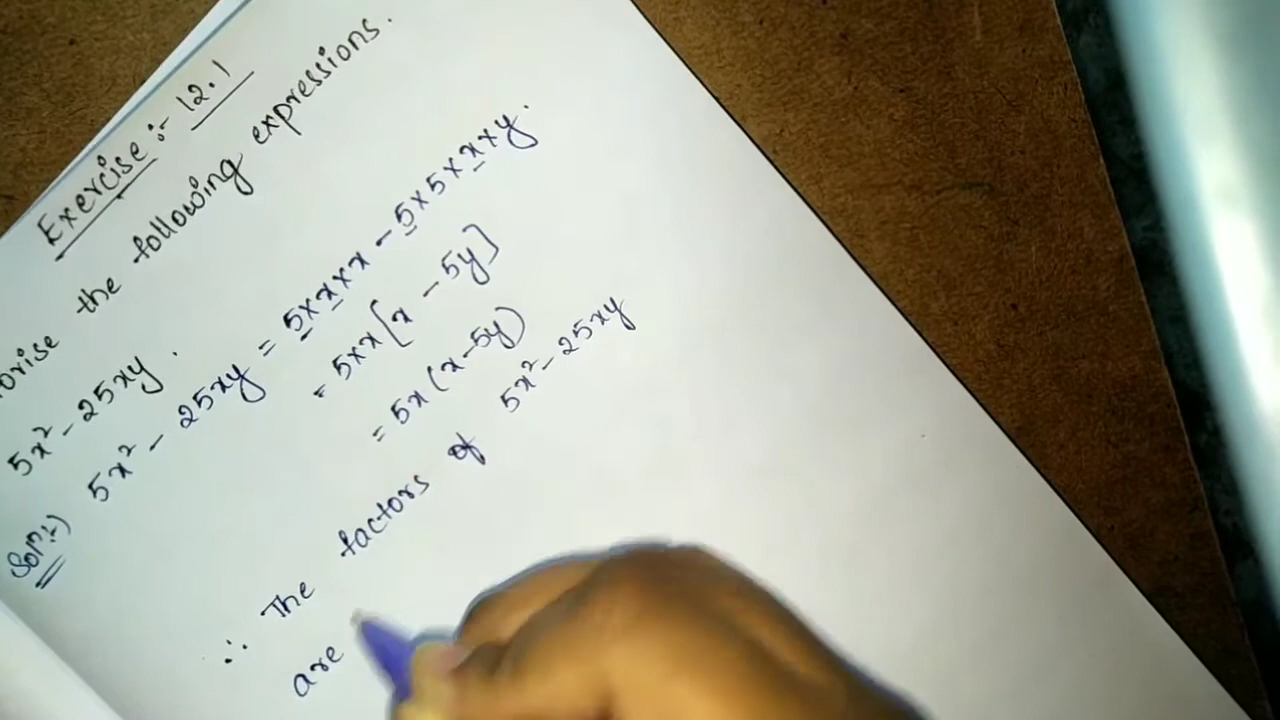 Exercise :- 12.1
orise the following expressions.
5x² - 25xy.
Soln:-) 5x² - 25xy = 5×x×x - 5×5×x×y.
= 5×x[x - 5y]
= 5x(x-5y)
∴ The factors of 5x² - 25xy
are